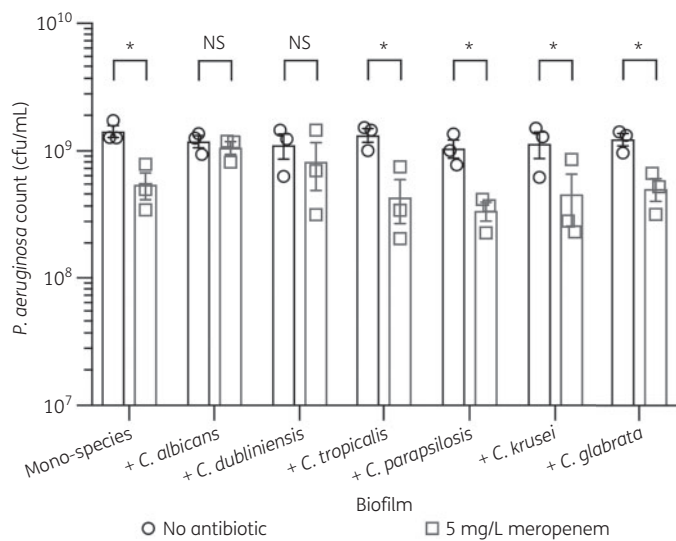 10¹⁰
* NS NS * * * *
10⁹
10⁸
10⁷
P. aeruginosa count (cfu/mL)
Mono-species
+ C. albicans
+ C. dubliniensis
+ C. tropicalis
+ C. parapsilosis
+ C. krusei
+ C. glabrata
Biofilm
No antibiotic 5 mg/L meropenem